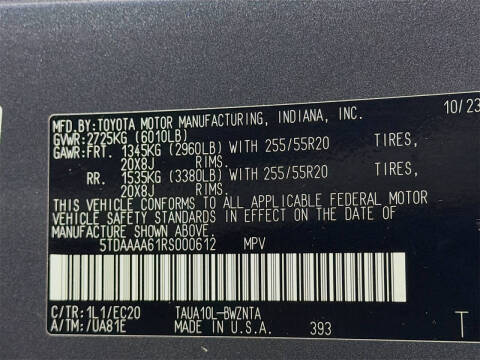 MFD.BY:TOYOTA MOTOR MANUFACTURING, INDIANA, INC. 10/23
GVWR:2725KG (6010LB)
GAWR:FRT. 1345KG (2960LB) WITH 255/55R20 TIRES,
20X8J RIMS.
RR. 1535KG (3380LB) WITH 255/55R20 TIRES,
20X8J RIMS.
THIS VEHICLE CONFORMS TO ALL APPLICABLE FEDERAL MOTOR
VEHICLE SAFETY STANDARDS IN EFFECT ON THE DATE OF
MANUFACTURE SHOWN ABOVE.
5TDAAAA61RS000612 MPV
C/TR:1L1/EC20 TAUA10L-BWZNTA
A/TM:/UA81E MADE IN U.S.A. 393 T